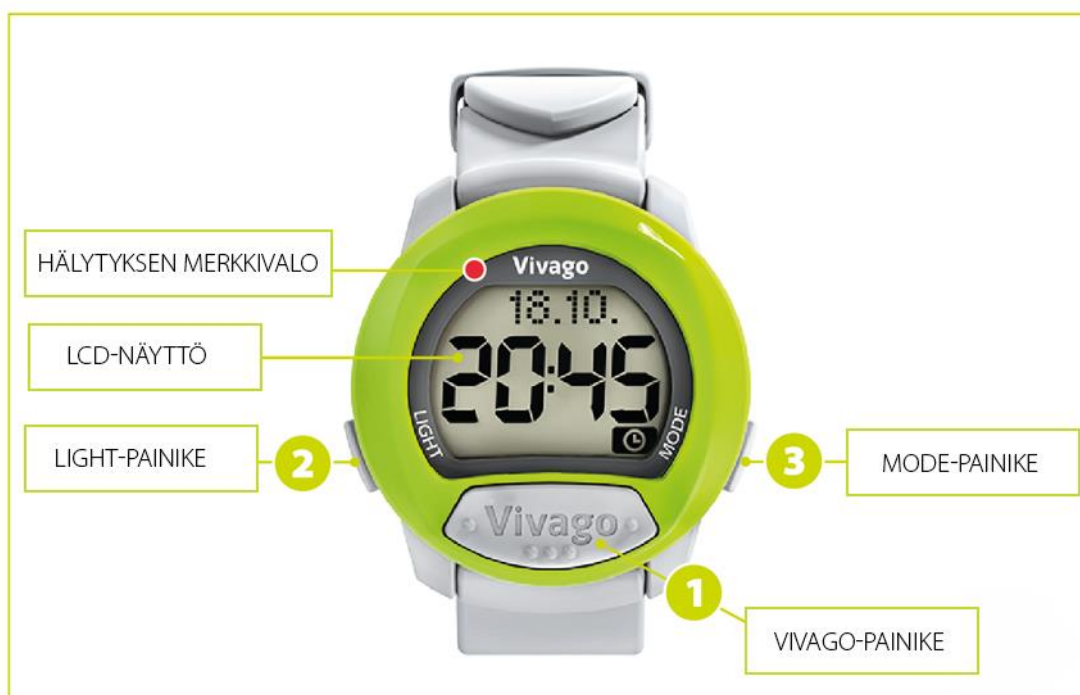 HÄLYTYKSEN MERKKIVALO
Vivago
18.10.
LCD-NÄYTTÖ
20:45
LIGHT
MODE
LIGHT-PAINIKE
2
3
MODE-PAINIKE
Vivago
1
VIVAGO-PAINIKE